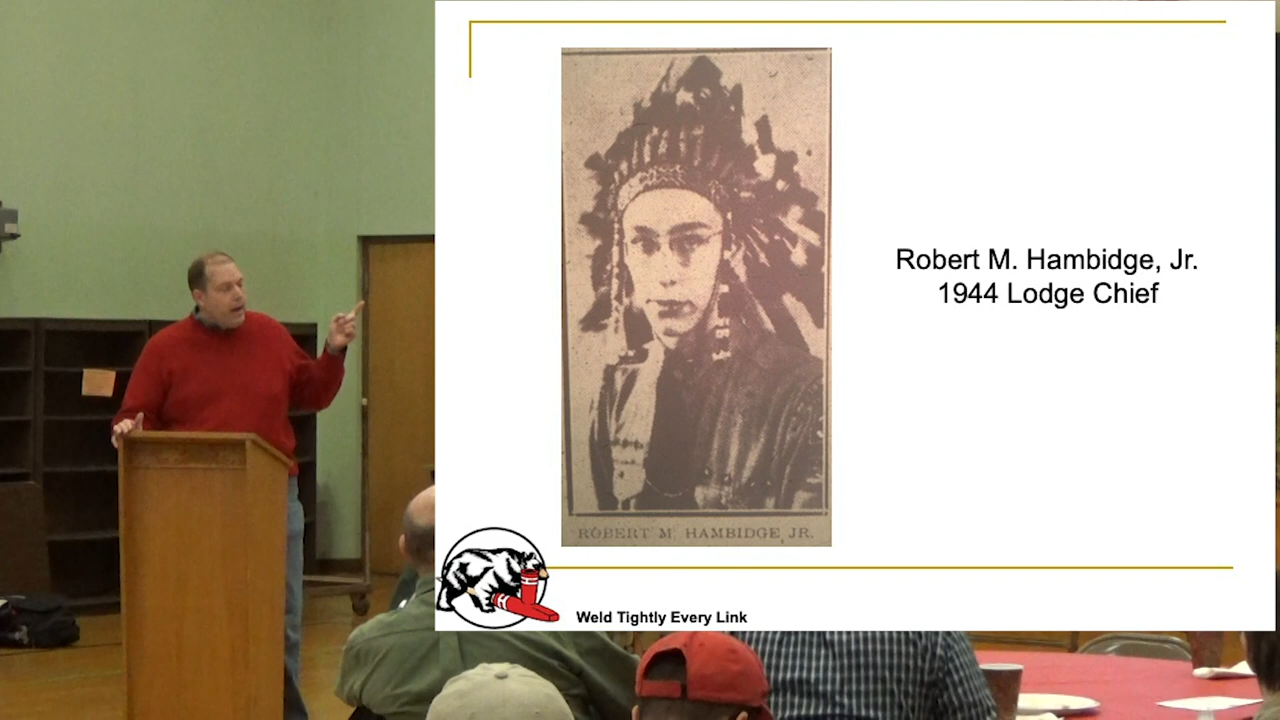 Robert M. Hambidge, Jr.
1944 Lodge Chief
ROBERT M. HAMBIDGE JR.
Weld Tightly Every Link